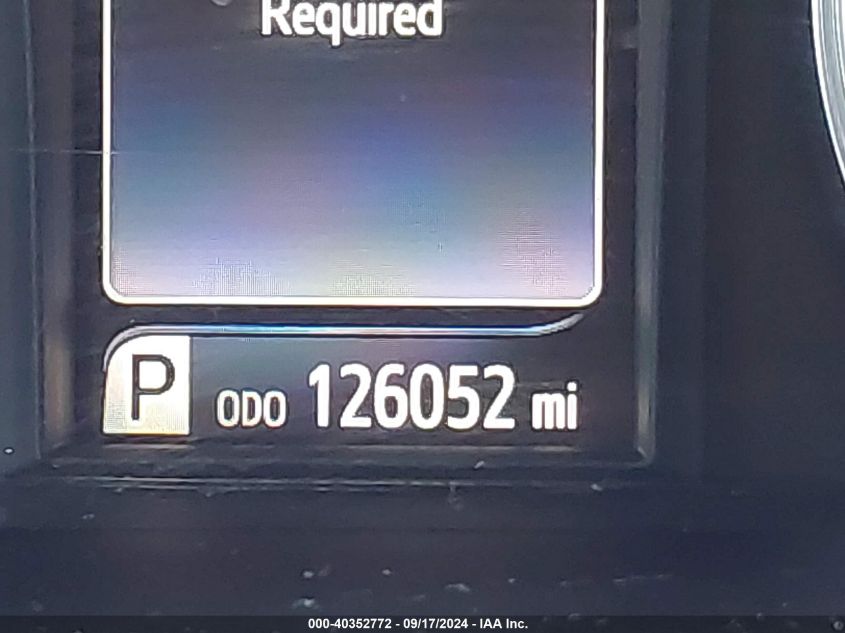 Required
P ODO 126052 mi
000-40352772 - 09/17/2024 - IAA Inc.